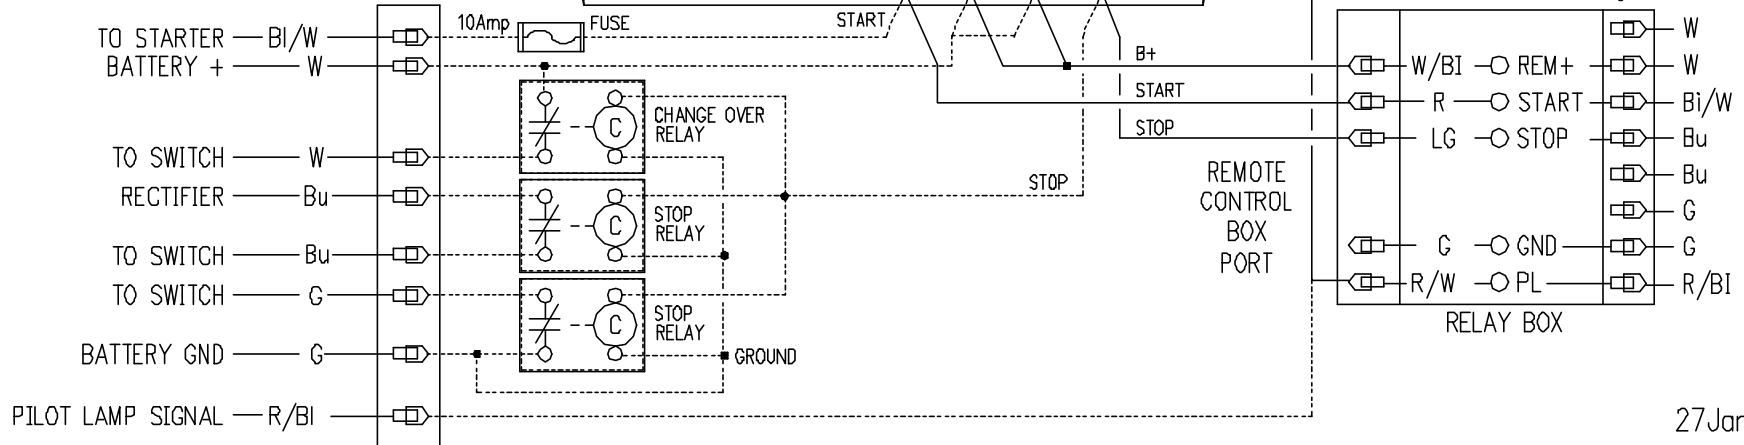 TO STARTER BI/W
10Amp FUSE
START
BATTERY + W
CHANGE OVER
RELAY
C
TO SWITCH W
RECTIFIER Bu
STOP
RELAY
C
STOP
TO SWITCH Bu
TO SWITCH G
STOP
RELAY
C
BATTERY GND G
GROUND
PILOT LAMP SIGNAL R/BI
B+
START
STOP
REMOTE
CONTROL
BOX
PORT
W
W/BI REM+ W
R START Bi/W
LG STOP Bu
Bu
G
G GND G
R/W PL R/BI
RELAY BOX
27Jan